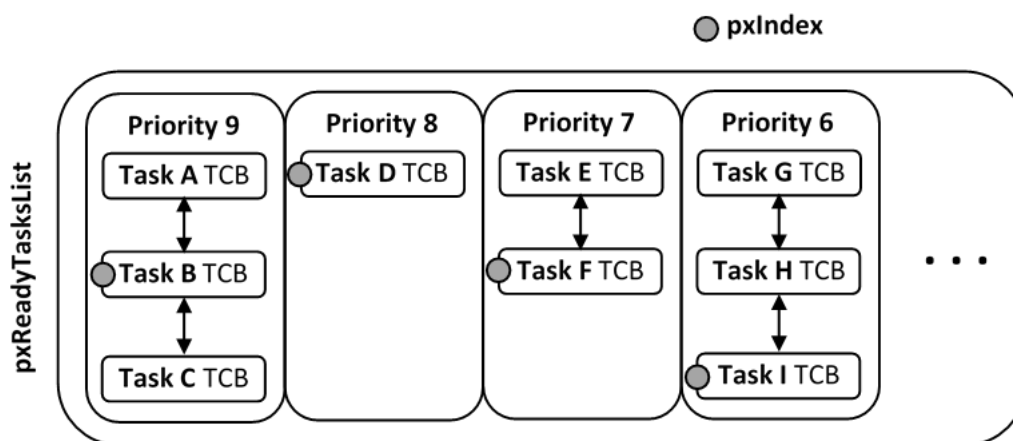 pxIndex
pxReadyTasksList
Priority 9
Task A TCB
Task B TCB
Task C TCB
Priority 8
Task D TCB
Priority 7
Task E TCB
Task F TCB
Priority 6
Task G TCB
Task H TCB
Task I TCB
. . .